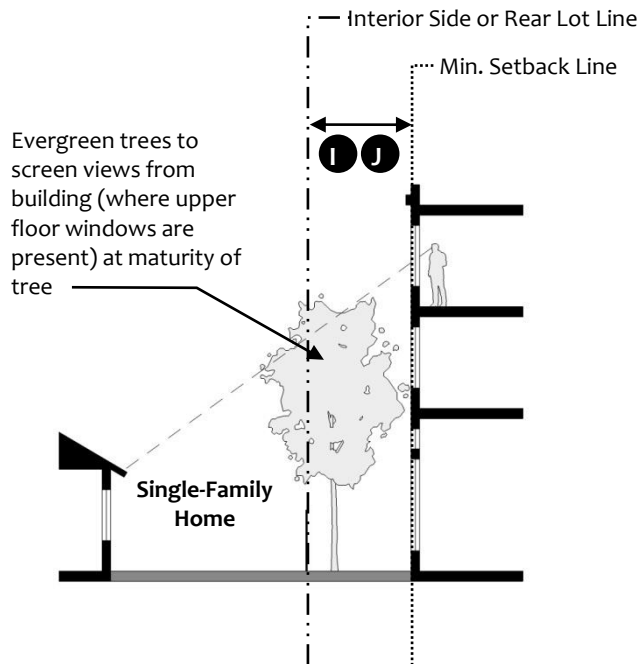 Interior Side or Rear Lot Line
Min. Setback Line
I J
Evergreen trees to
screen views from
building (where upper
floor windows are
present) at maturity of
tree
Single-Family
Home